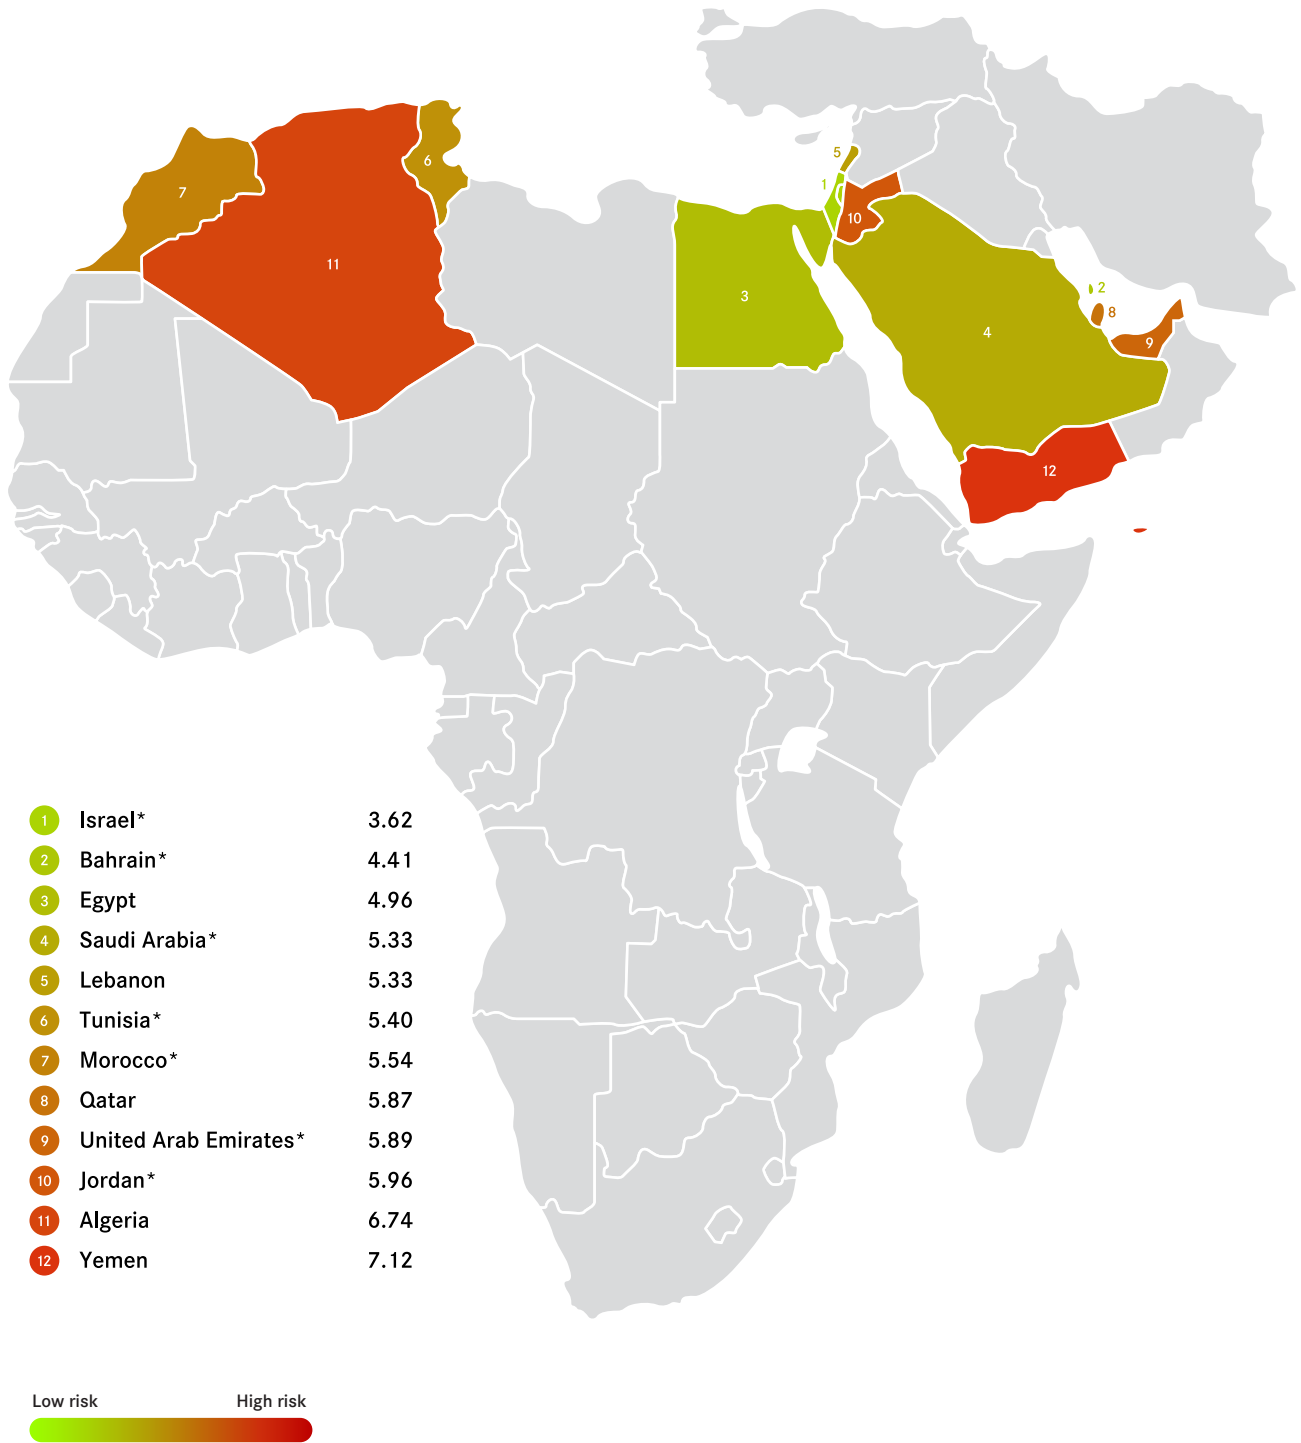 5
6
1
7
10
11
2
3
8
4
9
12
1 Israel* 3.62
2 Bahrain* 4.41
3 Egypt 4.96
4 Saudi Arabia* 5.33
5 Lebanon 5.33
6 Tunisia* 5.40
7 Morocco* 5.54
8 Qatar 5.87
9 United Arab Emirates* 5.89
10 Jordan* 5.96
11 Algeria 6.74
12 Yemen 7.12
Low risk High risk